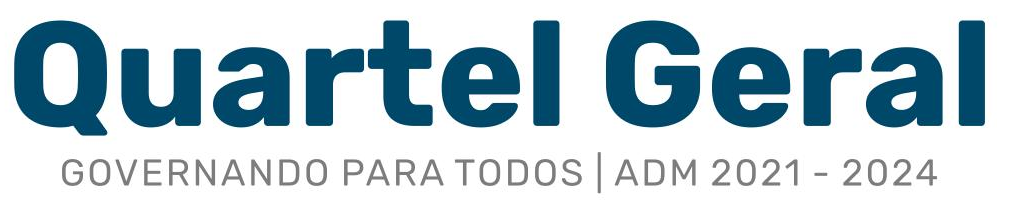 Quartel Geral
GOVERNANDO PARA TODOS | ADM 2021 - 2024